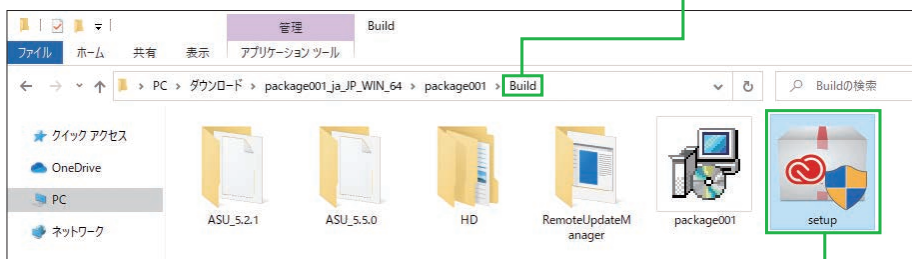 管理 Build
ファイル ホーム 共有 表示 アプリケーション ツール
PC › ダウンロード › package001_ja_JP_WIN_64 › package001 › Build Buildの検索
クイック アクセス
OneDrive
PC
ネットワーク
ASU_5.2.1 ASU_5.5.0 HD RemoteUpdateM
anager package001 setup